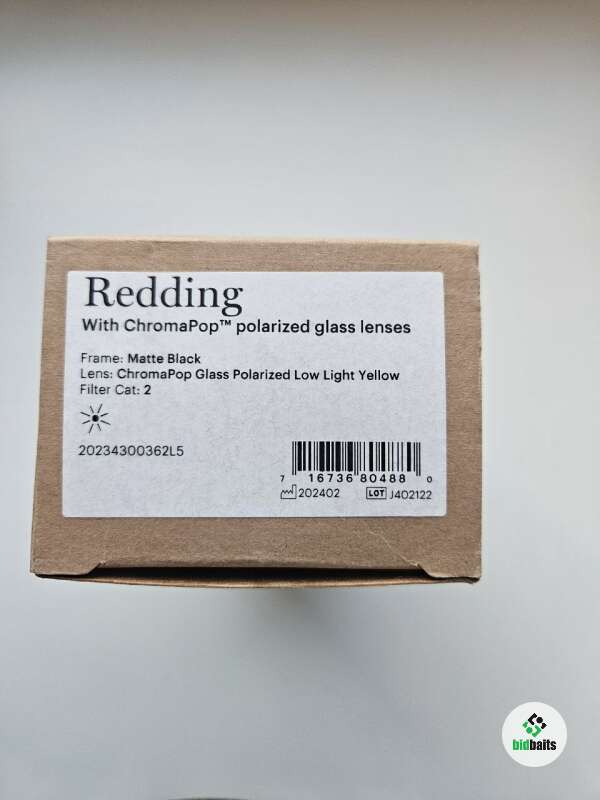 Redding
With ChromaPop™ polarized glass lenses
Frame: Matte Black
Lens: ChromaPop Glass Polarized Low Light Yellow
Filter Cat: 2
20234300362L5
7 16736 80488 0
202402 LOT J402122
bidbaits